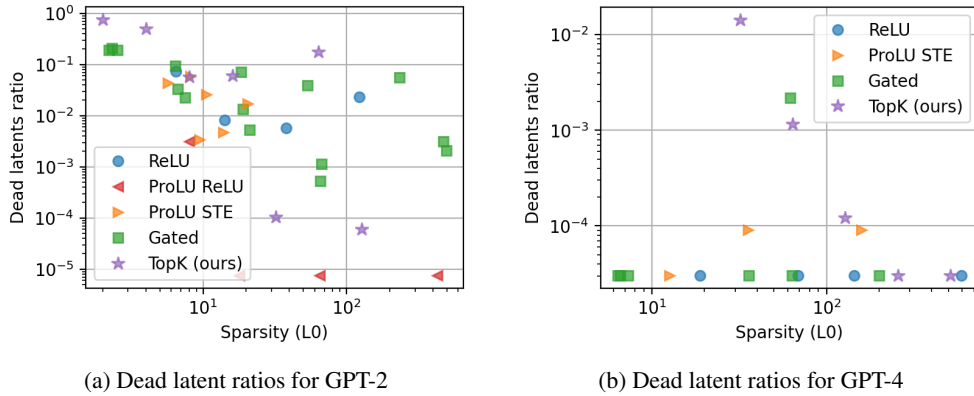 Dead latents ratio
10⁰
10⁻¹
10⁻²
10⁻³
10⁻⁴
10⁻⁵
ReLU
ProLU ReLU
ProLU STE
Gated
TopK (ours)
10¹
10²
Sparsity (L0)
(a) Dead latent ratios for GPT-2
Dead latents ratio
10⁻²
10⁻³
10⁻⁴
ReLU
ProLU STE
Gated
TopK (ours)
10¹
10²
Sparsity (L0)
(b) Dead latent ratios for GPT-4